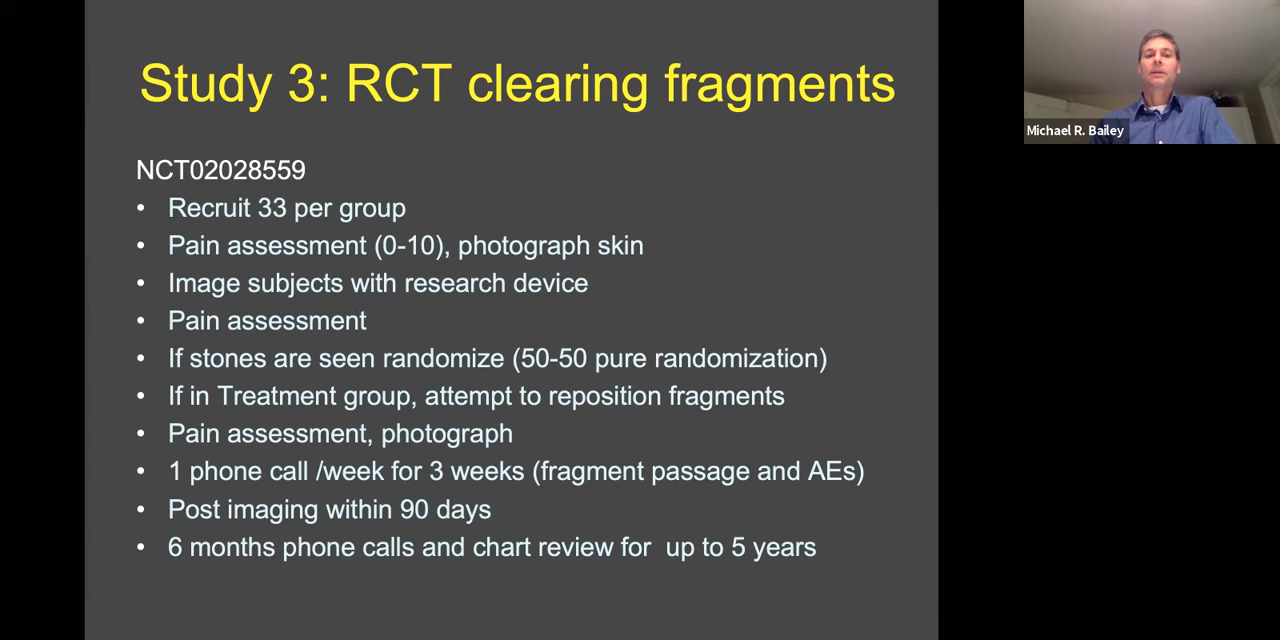 Study 3: RCT clearing fragments
NCT02028559
• Recruit 33 per group
• Pain assessment (0-10), photograph skin
• Image subjects with research device
• Pain assessment
• If stones are seen randomize (50-50 pure randomization)
• If in Treatment group, attempt to reposition fragments
• Pain assessment, photograph
• 1 phone call /week for 3 weeks (fragment passage and AEs)
• Post imaging within 90 days
• 6 months phone calls and chart review for  up to 5 years
Michael R. Bailey